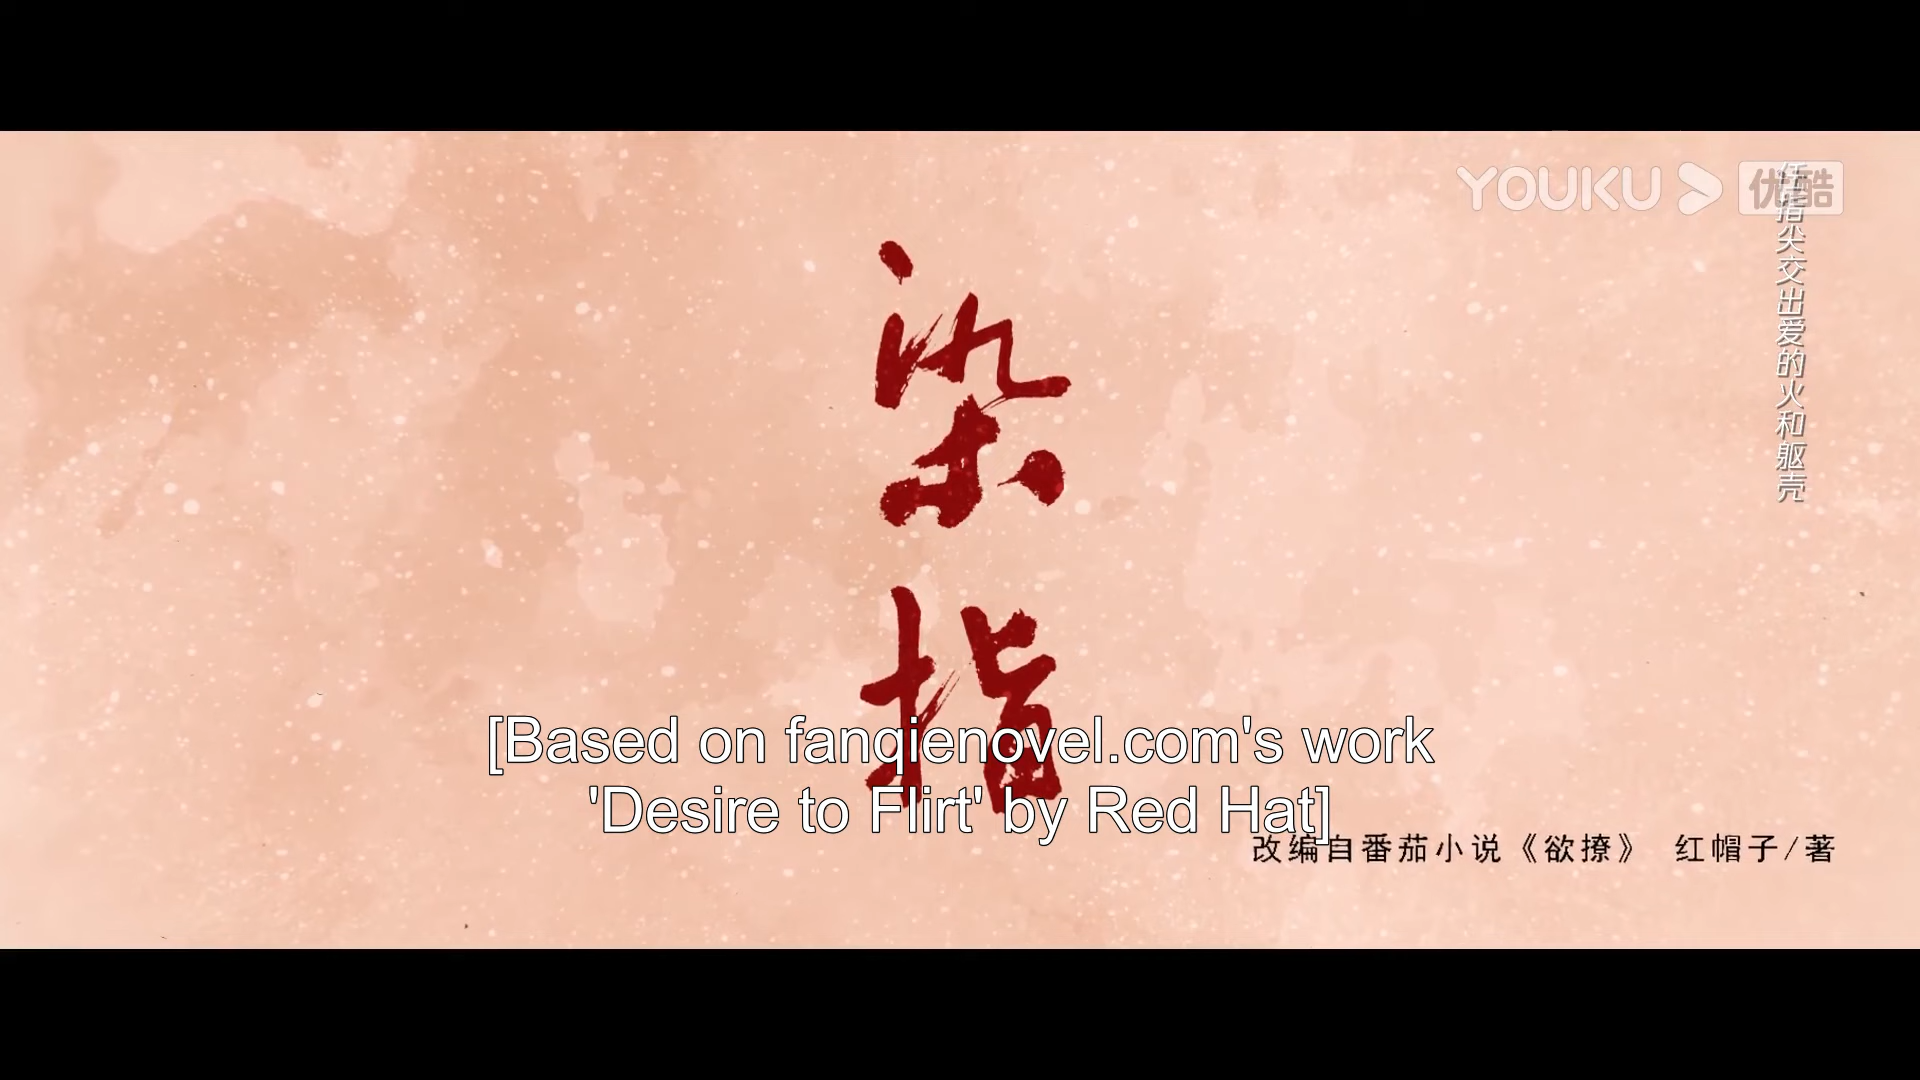 YOUKU 优酷
任指尖交出爱的火和躯壳
染指
[Based on fanqienovel.com's work
'Desire to Flirt' by Red Hat]
改编自番茄小说《欲撩》 红帽子/著